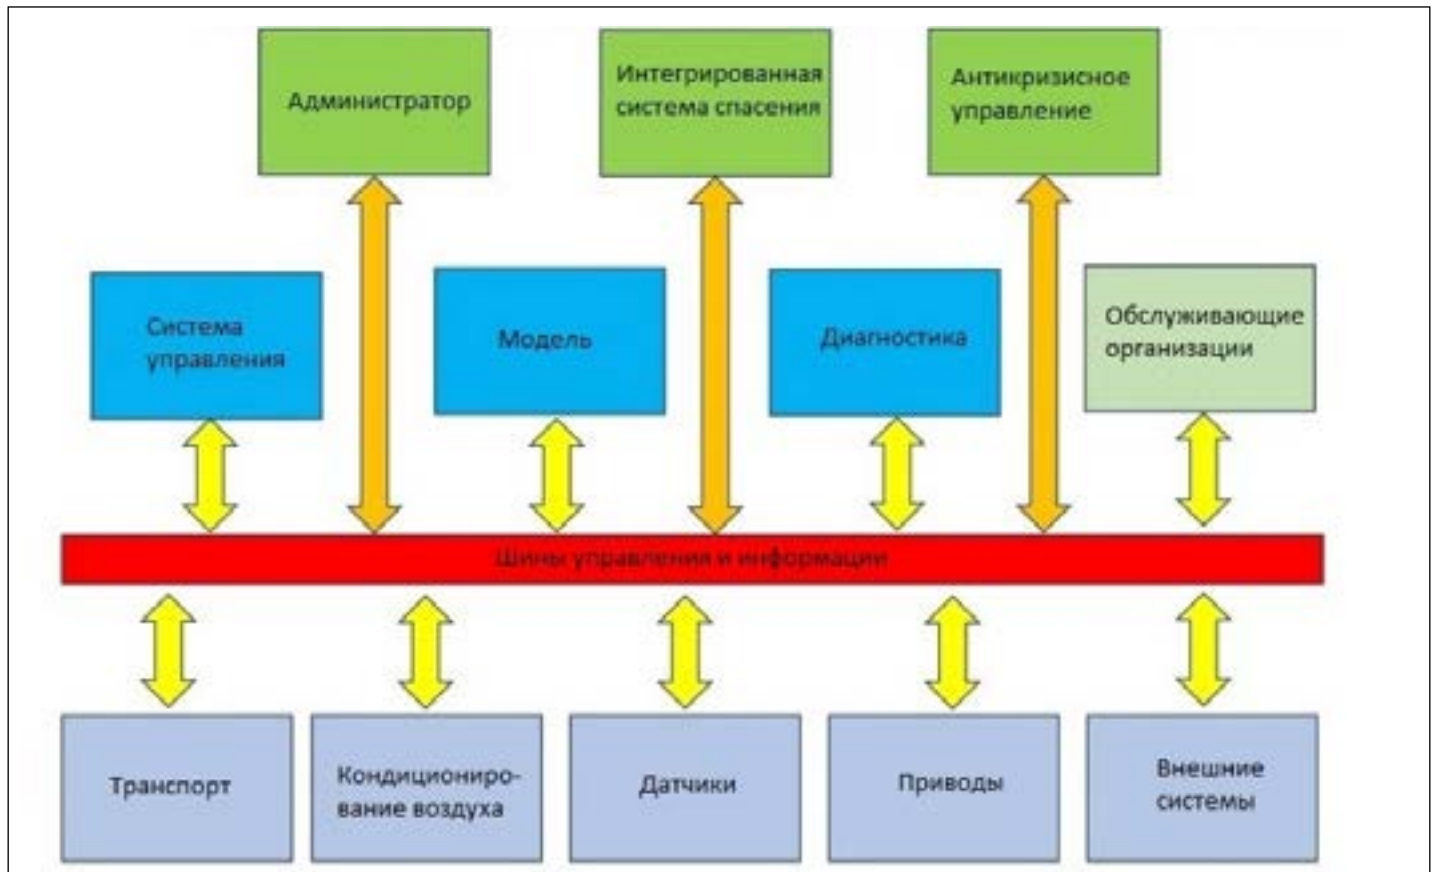 Администратор
Интегрированная
система спасения
Антикризисное
управление
Система
управления
Модель
Диагностика
Обслуживающие
организации
Шины управления и информации
Транспорт
Кондициониро-
вание воздуха
Датчики
Приводы
Внешние
системы